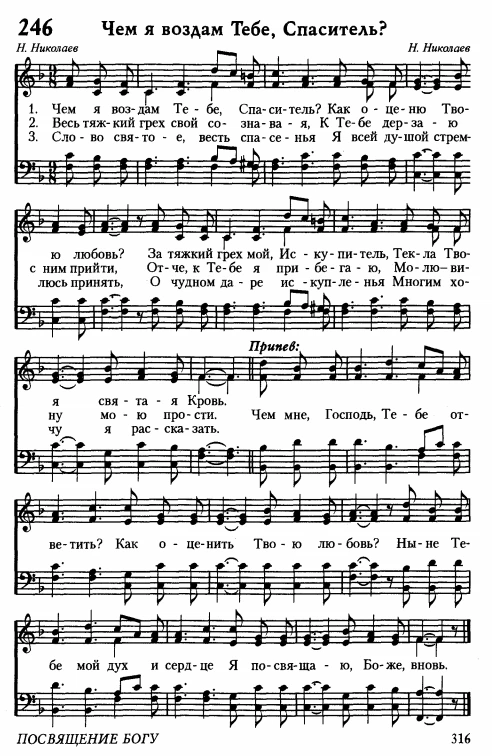 246 Чем я воздам Тебе, Спаситель?
Н. Николаев Н. Николаев
1. Чем я воз-дам Те - бе, Спа-си-тель? Как о - це-ню Тво-
2. Весь тяж-кий грех свой со - зна-ва - я, К Те-бе дер-за - ю
3. Сло-во свя-то - е, весть спа-се-нья Я всей ду-шой стрем-
ю любовь? За тяжкий грех мой, Ис - ку-пи-тель, Тек-ла Тво-
с ним прийти, От-че, к Те-бе я при - бе-га-ю, Мо-лю-ви-
люсь принять, О чудном да - ре ис-куп-ле-нья Многим хо-
Припев:
я свя - та - я Кровь.
ну мо - ю про-сти. Чем мне, Господь, Те - бе от-
чу я рас-ска-зать.
ве-тить? Как о - це-нить Тво-ю лю-бовь? Ны-не Те-
бе мой дух и серд-це Я по-свя-ща - ю, Бо-же, вновь.
ПОСВЯЩЕНИЕ БОГУ 316